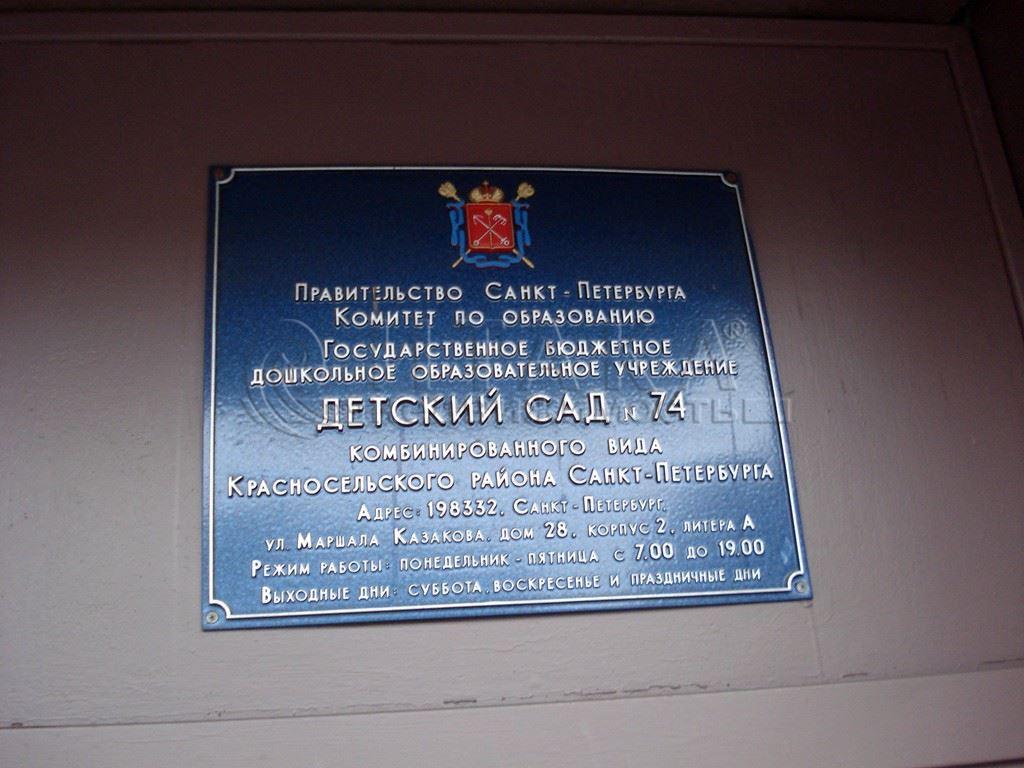 Правительство Санкт-Петербурга
Комитет по образованию
Государственное бюджетное
дошкольное образовательное учреждение
ДЕТСКИЙ САД № 74
комбинированного вида
Красносельского района Санкт-Петербурга
Адрес: 198332, Санкт-Петербург,
ул. Маршала Казакова, дом 28, корпус 2, литера А
Режим работы: понедельник - пятница с 7.00 до 19.00
Выходные дни: суббота, воскресенье и праздничные дни